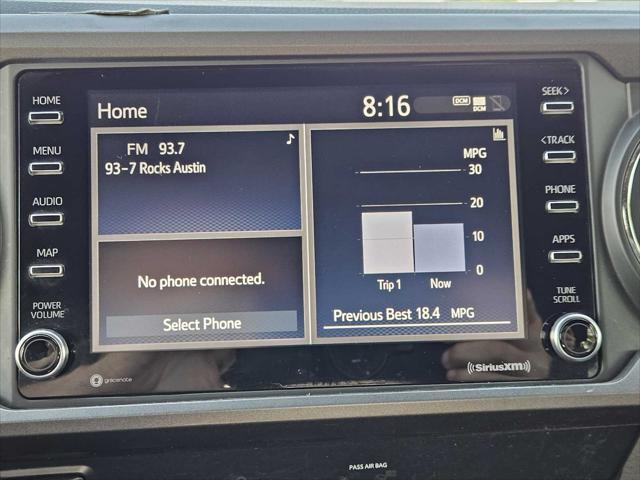 HOME
MENU
AUDIO
MAP
POWER
VOLUME
Home
8:16
DCM
DCM
FM 93.7
93-7 Rocks Austin
No phone connected.
Select Phone
MPG
30
20
10
0
Trip 1 Now
Previous Best 18.4 MPG
SEEK>
<TRACK
PHONE
APPS
TUNE
SCROLL
gracenote
((SiriusXM))
PASS AIR BAG